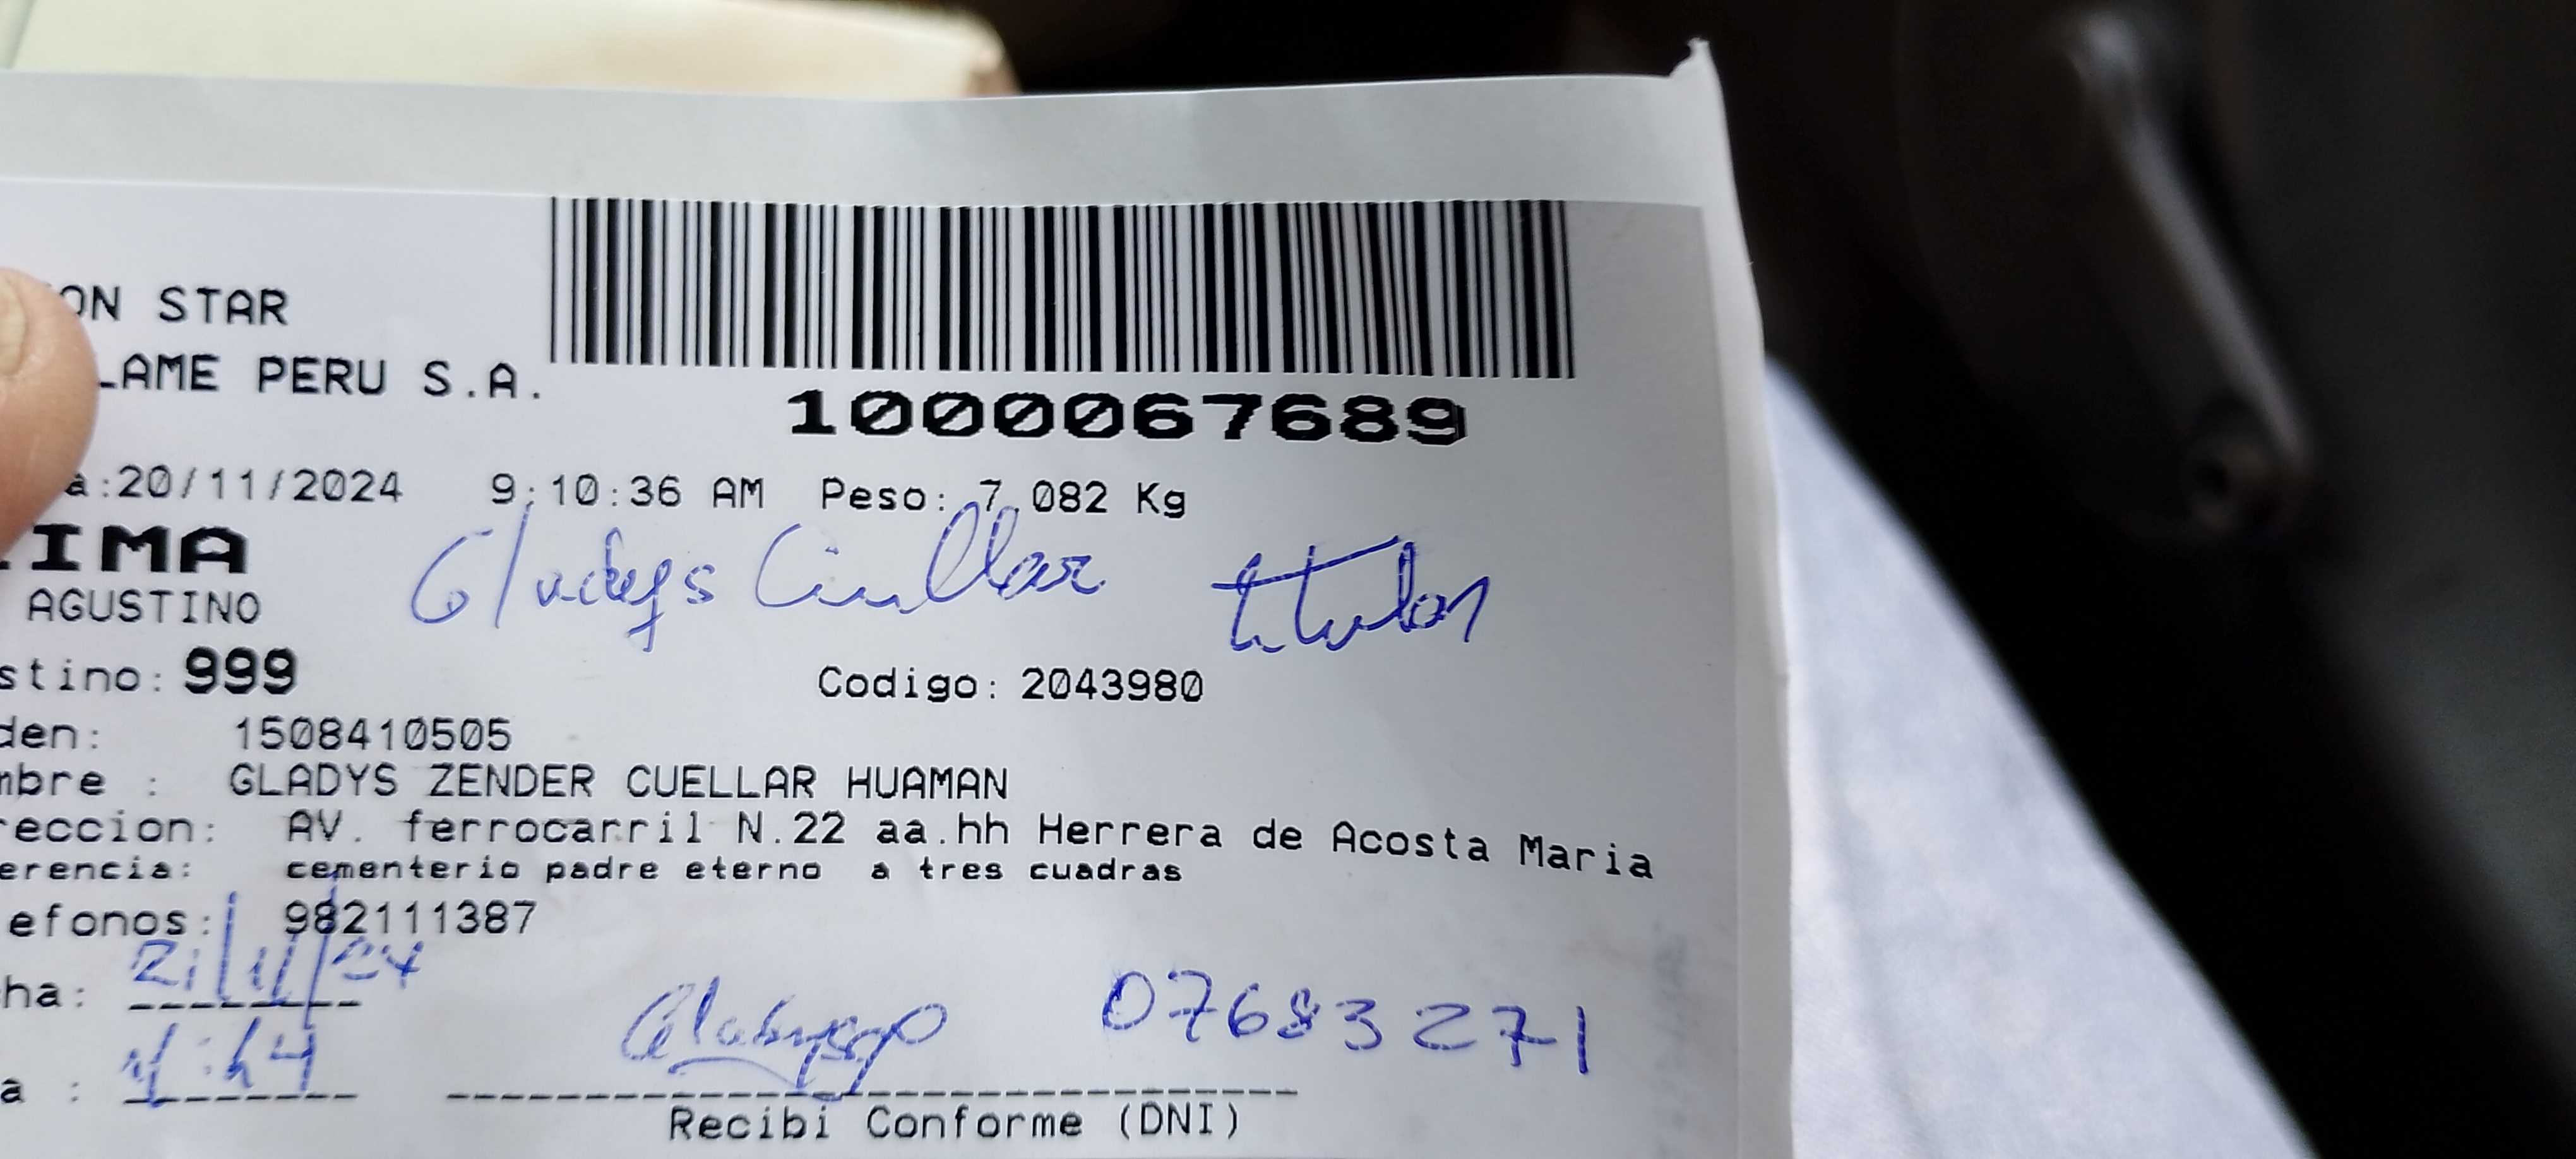 ON STAR
LAME PERU S.A.
1000067689
a:20/11/2024 9:10:36 AM Peso: 7.082 Kg
IMA
Gladys Cuellar titular
AGUSTINO
stino: 999 Codigo: 2043980
den: 1508410505
mbre : GLADYS ZENDER CUELLAR HUAMAN
reccion: AV. ferrocarril N.22 aa.hh Herrera de Acosta Maria
erencia: cementerio padre eterno a tres cuadras
efonos: 982111387
ha: 21/11/24
a :
07683271
Recibi Conforme (DNI)